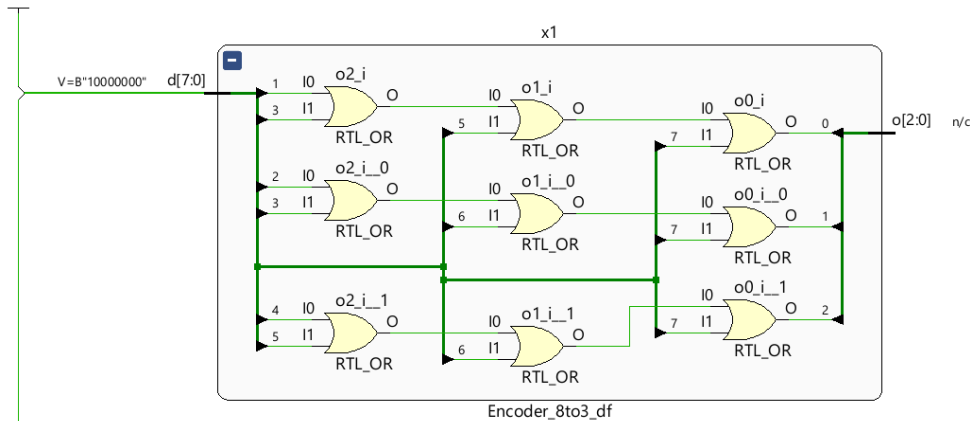 x1
V=B"10000000" d[7:0]
1 I0 o2_i O
3 I1
RTL_OR
I0 o1_i O
5 I1
RTL_OR
I0 o0_i O 0
7 I1
RTL_OR
o[2:0] n/c
2 I0 o2_i__0 O
3 I1
RTL_OR
I0 o1_i__0 O
6 I1
RTL_OR
I0 o0_i__0 O 1
7 I1
RTL_OR
4 I0 o2_i__1 O
5 I1
RTL_OR
I0 o1_i__1 O
6 I1
RTL_OR
I0 o0_i__1 O 2
7 I1
RTL_OR
Encoder_8to3_df